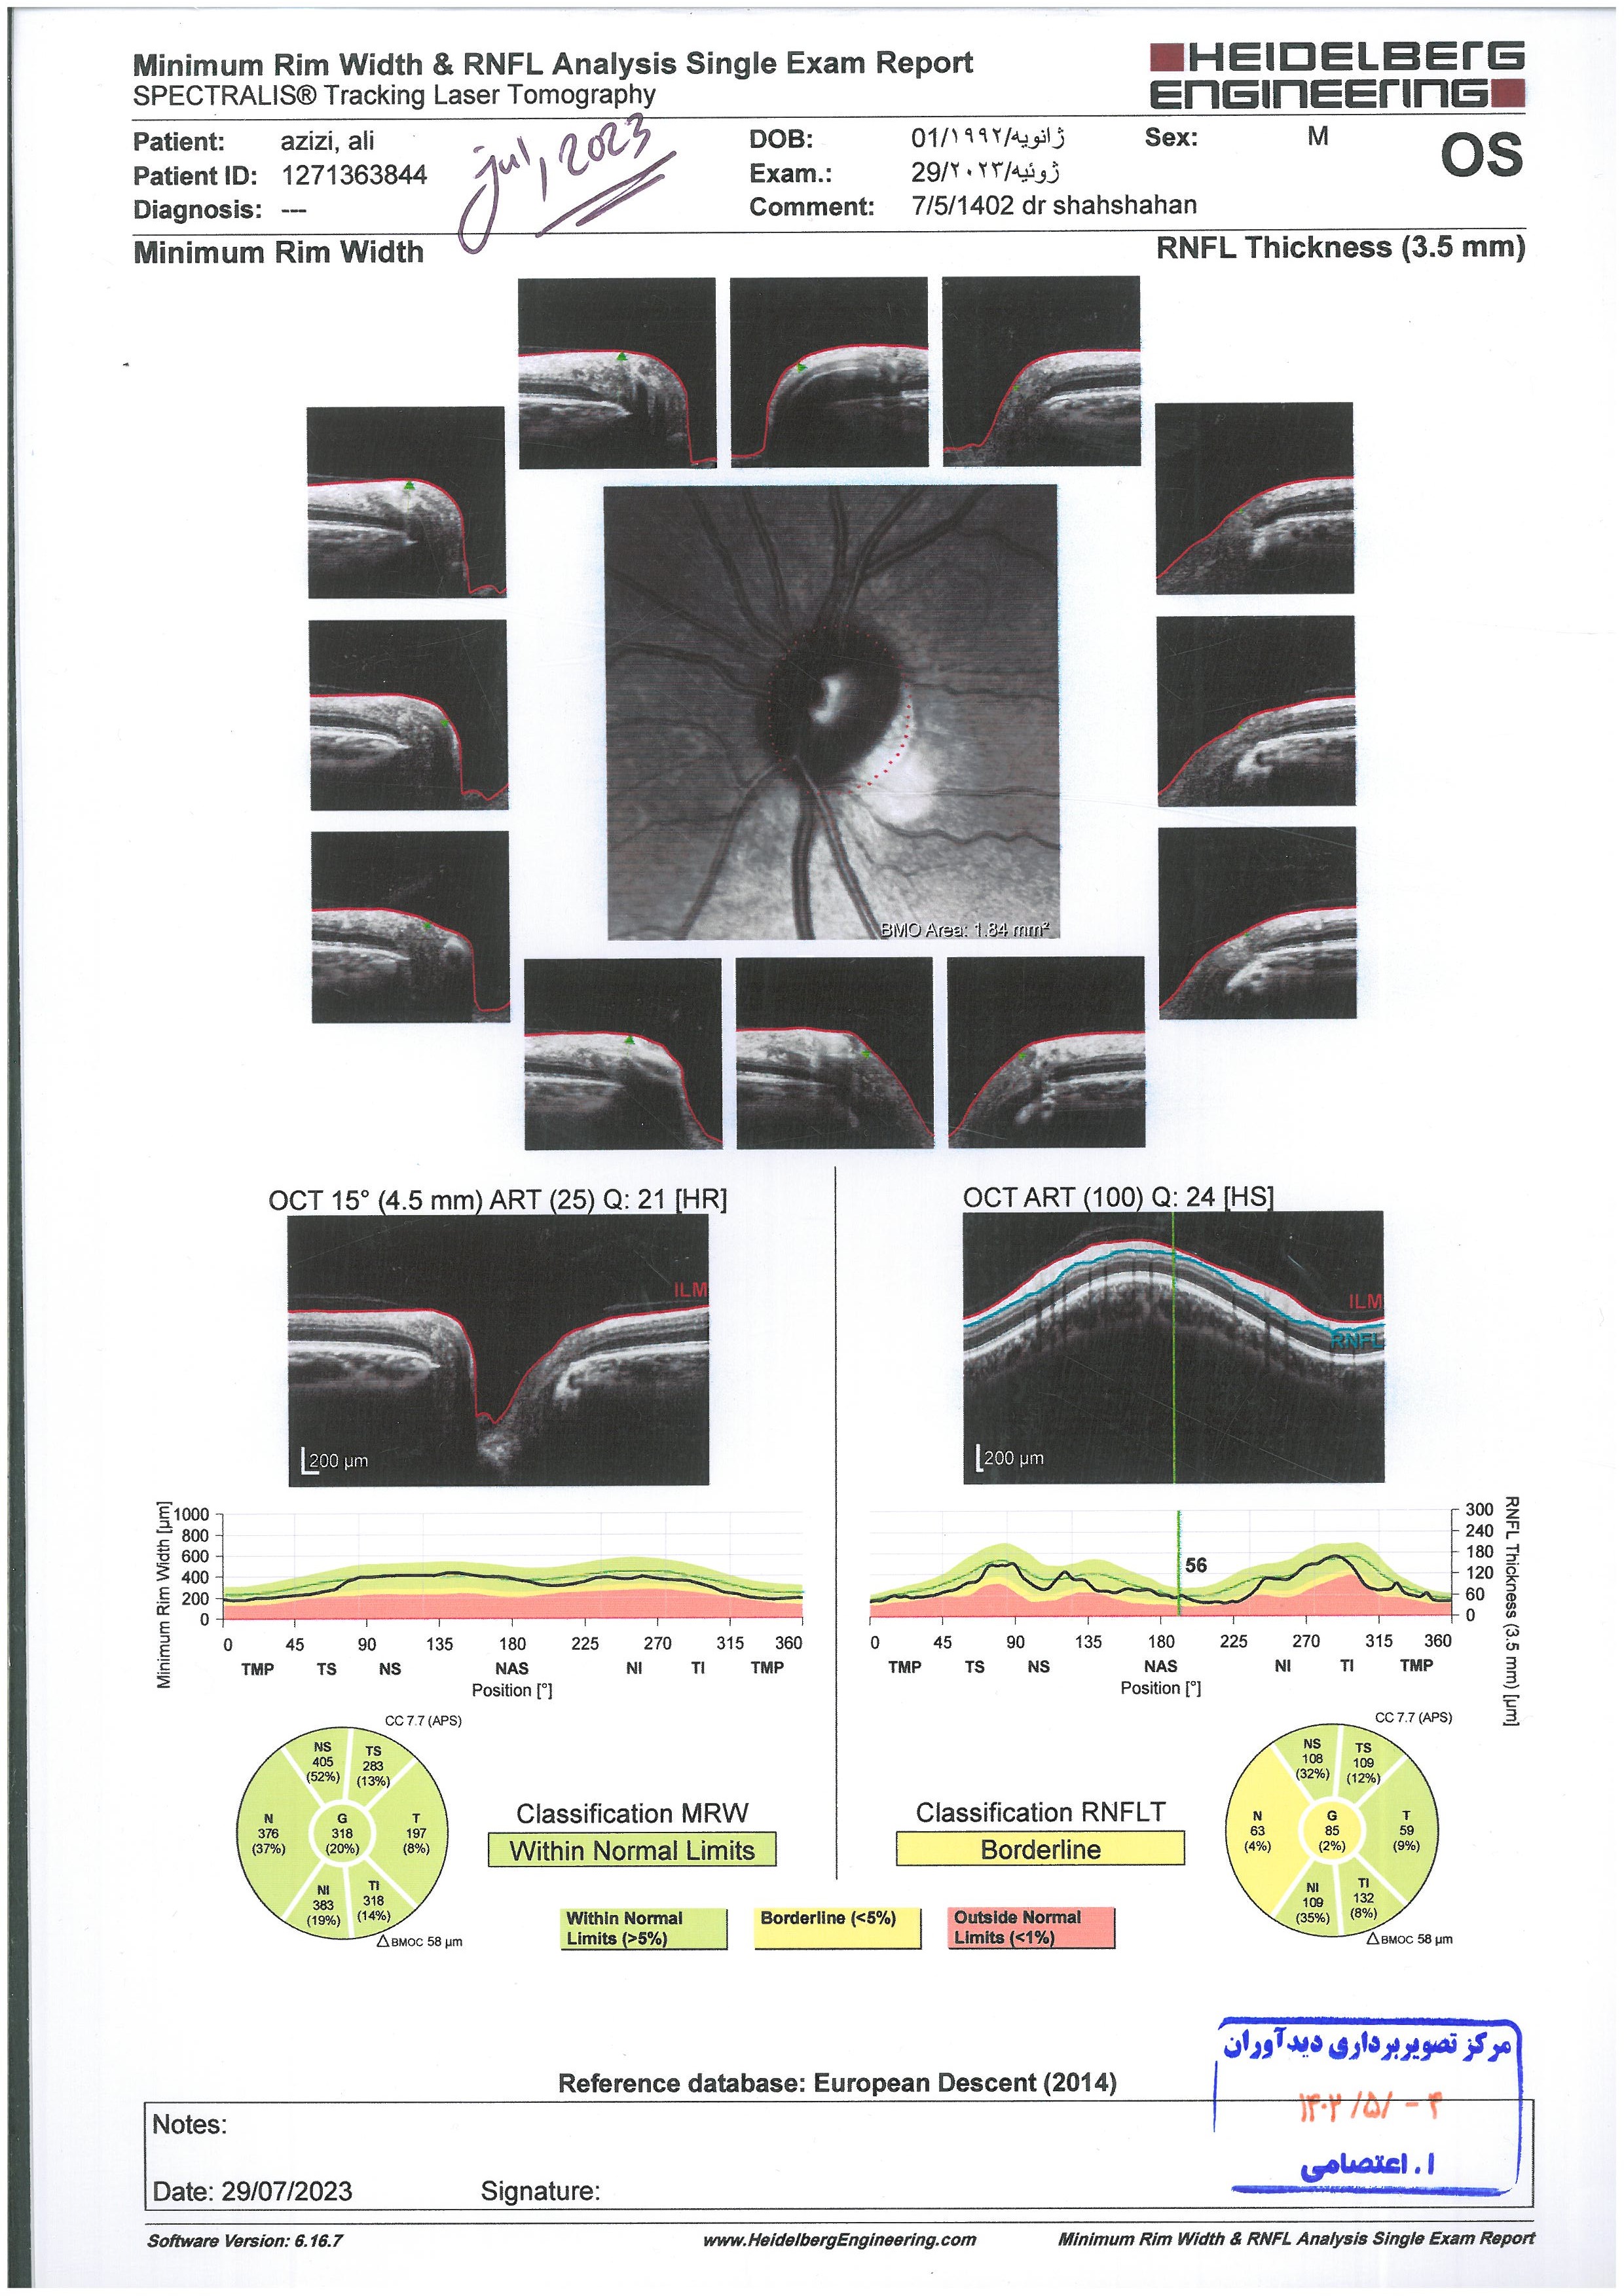 Minimum Rim Width & RNFL Analysis Single Exam Report
SPECTRALIS® Tracking Laser Tomography
HEIDELBERG
ENGINEERING
Patient: azizi, ali
Patient ID: 1271363844
Diagnosis: ---
jul, 2023
DOB: 01/ژانویه/۱۹۹۲
Exam.: 29/ژوئیه/۲۰۲۳
Comment: 7/5/1402 dr shahshahan
Sex: M
OS
Minimum Rim Width
RNFL Thickness (3.5 mm)
BMO Area: 1.84 mm²
OCT 15° (4.5 mm) ART (25) Q: 21 [HR]
ILM
200 µm
OCT ART (100) Q: 24 [HS]
ILM
RNFL
200 µm
Minimum Rim Width [µm]
1000
800
600
400
200
0
0 45 90 135 180 225 270 315 360
TMP TS NS NAS NI TI TMP
Position [°]
56
300
240
180
120
60
0
RNFL Thickness (3.5 mm) [µm]
0 45 90 135 180 225 270 315 360
TMP TS NS NAS NI TI TMP
Position [°]
CC 7.7 (APS)
NS 405 (52%)
TS 283 (13%)
N 376 (37%)
G 318 (20%)
T 197 (8%)
NI 383 (19%)
TI 318 (14%)
△BMOC 58 µm
Classification MRW
Within Normal Limits
Classification RNFLT
Borderline
CC 7.7 (APS)
NS 108 (32%)
TS 109 (12%)
N 63 (4%)
G 85 (2%)
T 59 (9%)
NI 109 (35%)
TI 132 (8%)
△BMOC 58 µm
Within Normal Limits (>5%)
Borderline (<5%)
Outside Normal Limits (<1%)
مرکز تصویربرداری دیدآوران
۱۴۰۲/۵/ -۴
ا. اعتصامی
Reference database: European Descent (2014)
Notes:
Date: 29/07/2023 Signature:
Software Version: 6.16.7
www.HeidelbergEngineering.com
Minimum Rim Width & RNFL Analysis Single Exam Report